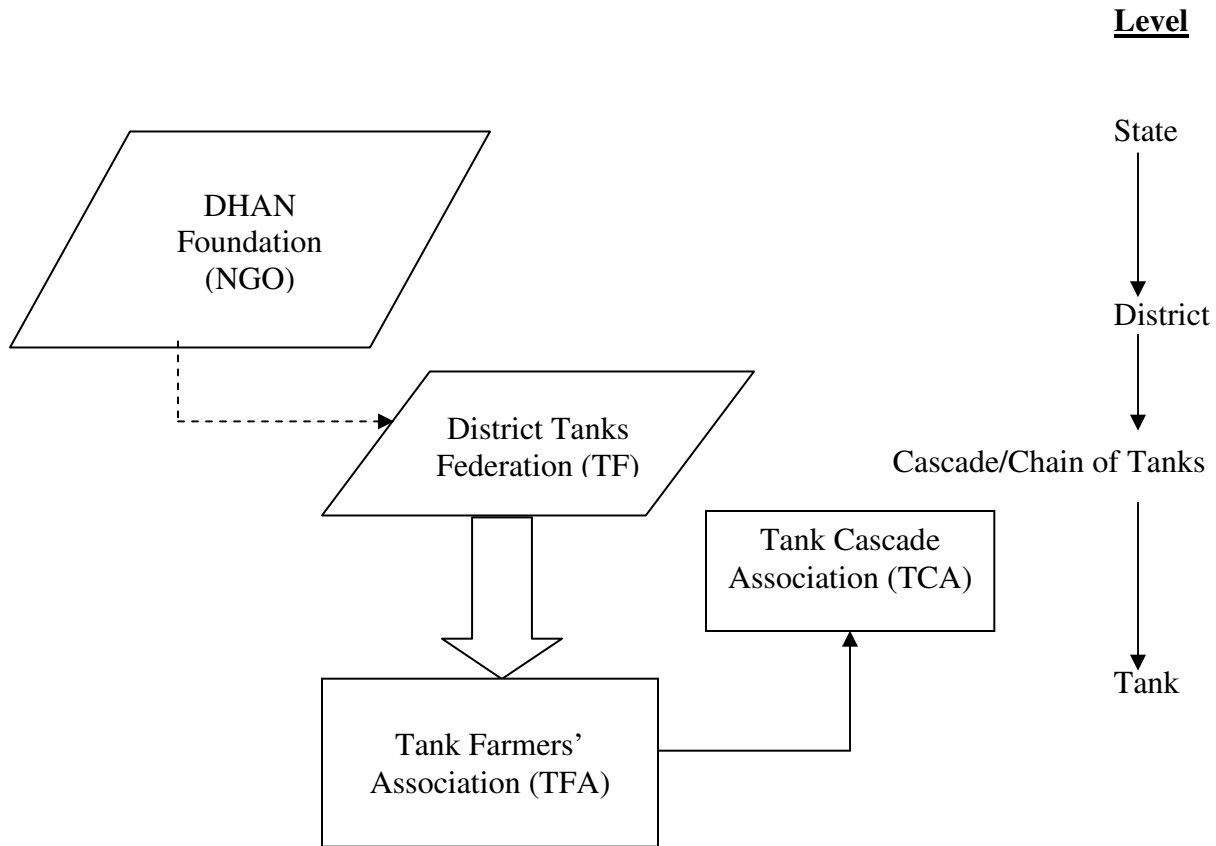 Level
State
DHAN
Foundation
(NGO)
District
District Tanks
Federation (TF)
Cascade/Chain of Tanks
Tank Cascade
Association (TCA)
Tank
Tank Farmers’
Association (TFA)